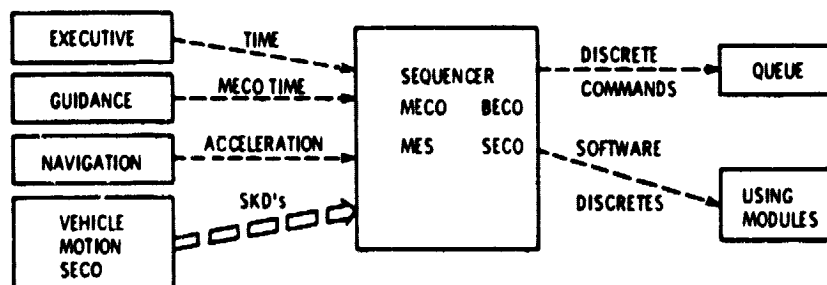 EXECUTIVE
TIME
GUIDANCE
MECO TIME
NAVIGATION
ACCELERATION
VEHICLE
MOTION
SECO
SKD's
SEQUENCER
MECO BECO
MES SECO
DISCRETE
COMMANDS
QUEUE
SOFTWARE
DISCRETES
USING
MODULES